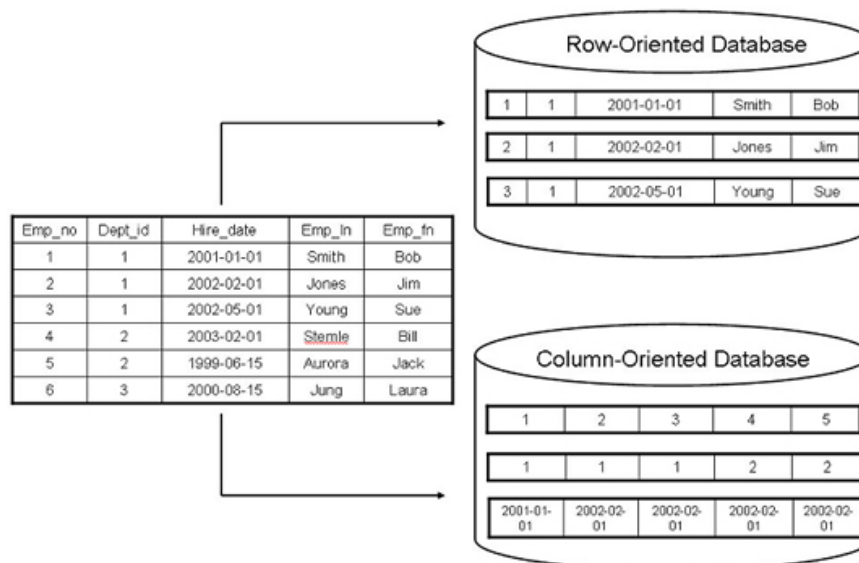 Row-Oriented Database
1 1 2001-01-01 Smith Bob
2 1 2002-02-01 Jones Jim
3 1 2002-05-01 Young Sue
Emp_no Dept_id Hire_date Emp_ln Emp_fn
1 1 2001-01-01 Smith Bob
2 1 2002-02-01 Jones Jim
3 1 2002-05-01 Young Sue
4 2 2003-02-01 Stemle Bill
5 2 1999-06-15 Aurora Jack
6 3 2000-08-15 Jung Laura
Column-Oriented Database
1 2 3 4 5
1 1 1 2 2
2001-01- 2002-02- 2002-02- 2002-02- 2002-02-
01 01 01 01 01